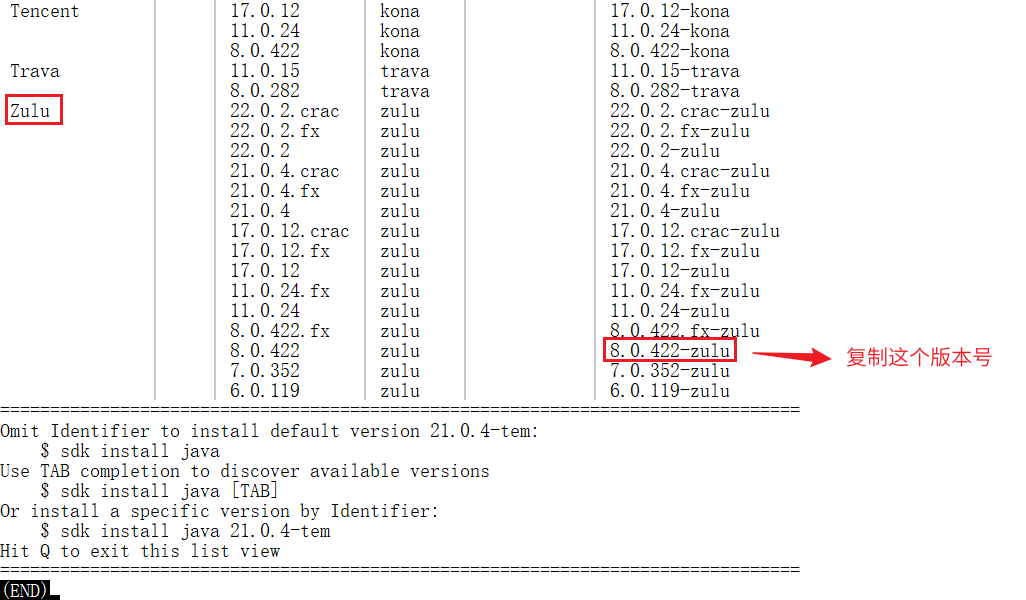 Tencent 17.0.12 kona 17.0.12-kona
11.0.24 kona 11.0.24-kona
8.0.422 kona 8.0.422-kona
Trava 11.0.15 trava 11.0.15-trava
8.0.282 trava 8.0.282-trava
Zulu 22.0.2.crac zulu 22.0.2.crac-zulu
22.0.2.fx zulu 22.0.2.fx-zulu
22.0.2 zulu 22.0.2-zulu
21.0.4.crac zulu 21.0.4.crac-zulu
21.0.4.fx zulu 21.0.4.fx-zulu
21.0.4 zulu 21.0.4-zulu
17.0.12.crac zulu 17.0.12.crac-zulu
17.0.12.fx zulu 17.0.12.fx-zulu
17.0.12 zulu 17.0.12-zulu
11.0.24.fx zulu 11.0.24.fx-zulu
11.0.24 zulu 11.0.24-zulu
8.0.422.fx zulu 8.0.422.fx-zulu
8.0.422 zulu 8.0.422-zulu 复制这个版本号
7.0.352 zulu 7.0.352-zulu
6.0.119 zulu 6.0.119-zulu
================================================================================
Omit Identifier to install default version 21.0.4-tem:
$ sdk install java
Use TAB completion to discover available versions
$ sdk install java [TAB]
Or install a specific version by Identifier:
$ sdk install java 21.0.4-tem
Hit Q to exit this list view
================================================================================
(END)